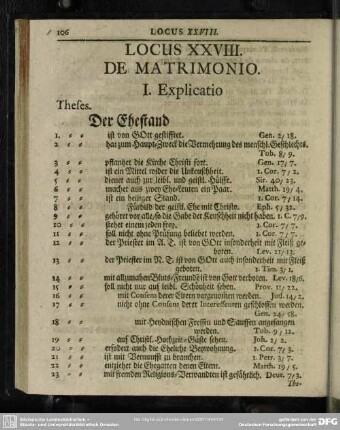 106 LOCUS XXVIII.
LOCUS XXVIII.
DE MATRIMONIO.
I. Explicatio
Theses.
Der Ehestand
1. = = ist von GOtt gestifftet. Gen. 2/18.
2 = = hat zum Haupt-Zweck die Vermehrung des menschl. Geschlechts.
Tob. 8/9.
3 = = pflantzet die Kirche Christi fort. Gen. 17/7.
4 = = ist ein Mittel wider die Unkeuschheit. 1. Cor. 7/2.
5 = = dienet auch zur leibl. und geistl. Hülffe. Sir. 40/23.
6 = = machet aus zwey Eheleuten ein Paar. Matth. 19/4.
7 = = ist ein heiliger Stand. 1. Cor. 7/14.
8 = = Fürbild der geistl. Ehe mit Christo. Eph. 5/32.
9 = = gehöret vor alle/so die Gabe der Keuschheit nicht haben. 1. C. 7/9.
10 = = stehet einem jeden frey. 1. Cor. 7/7.
11 = = soll nicht ohne Prüfung beliebet werden. 1. Cor. 7/7.
12 = = der Priester im A. T. ist von GOtt insonderheit mit Fleiß ge-
boten. Lev. 21/13.
13 = = der Priester im N. T. ist von GOtt auch insonderheit mit Fleiß
geboten. 1 Tim. 3/1.
14 = = mit allzunahen Bluts-Freunden ist von Gott verboten. Lev. 18/6.
15 = = soll nicht nur auf leibl. Schönheit sehen. Prov. 11/22.
16 = = mit Consens derer Eltern vorgenommen werden. Jud. 14/2.
17 = = nicht ohne Consens derer Interessenten geschlossen werden.
Gen. 24/58.
18 = = mit Heydnischen Fressen und Sauffen angefangen
werden. Tob. 9/12.
19 = = auf Christl. Hochzeit-Gäste sehen. Joh. 2/2.
20 = = erfodert auch die Eheliche Beywohnung. 1. Cor. 7/3.
21 = = ist mit Vernunfft zu brauchen. 1. Petr. 3/7.
22 = = entziehet die Ehegatten denen Eltern. Matth. 19/5.
23 = = mit fremden Religions-Verwandten ist gefährlich. Deut. 7/3.